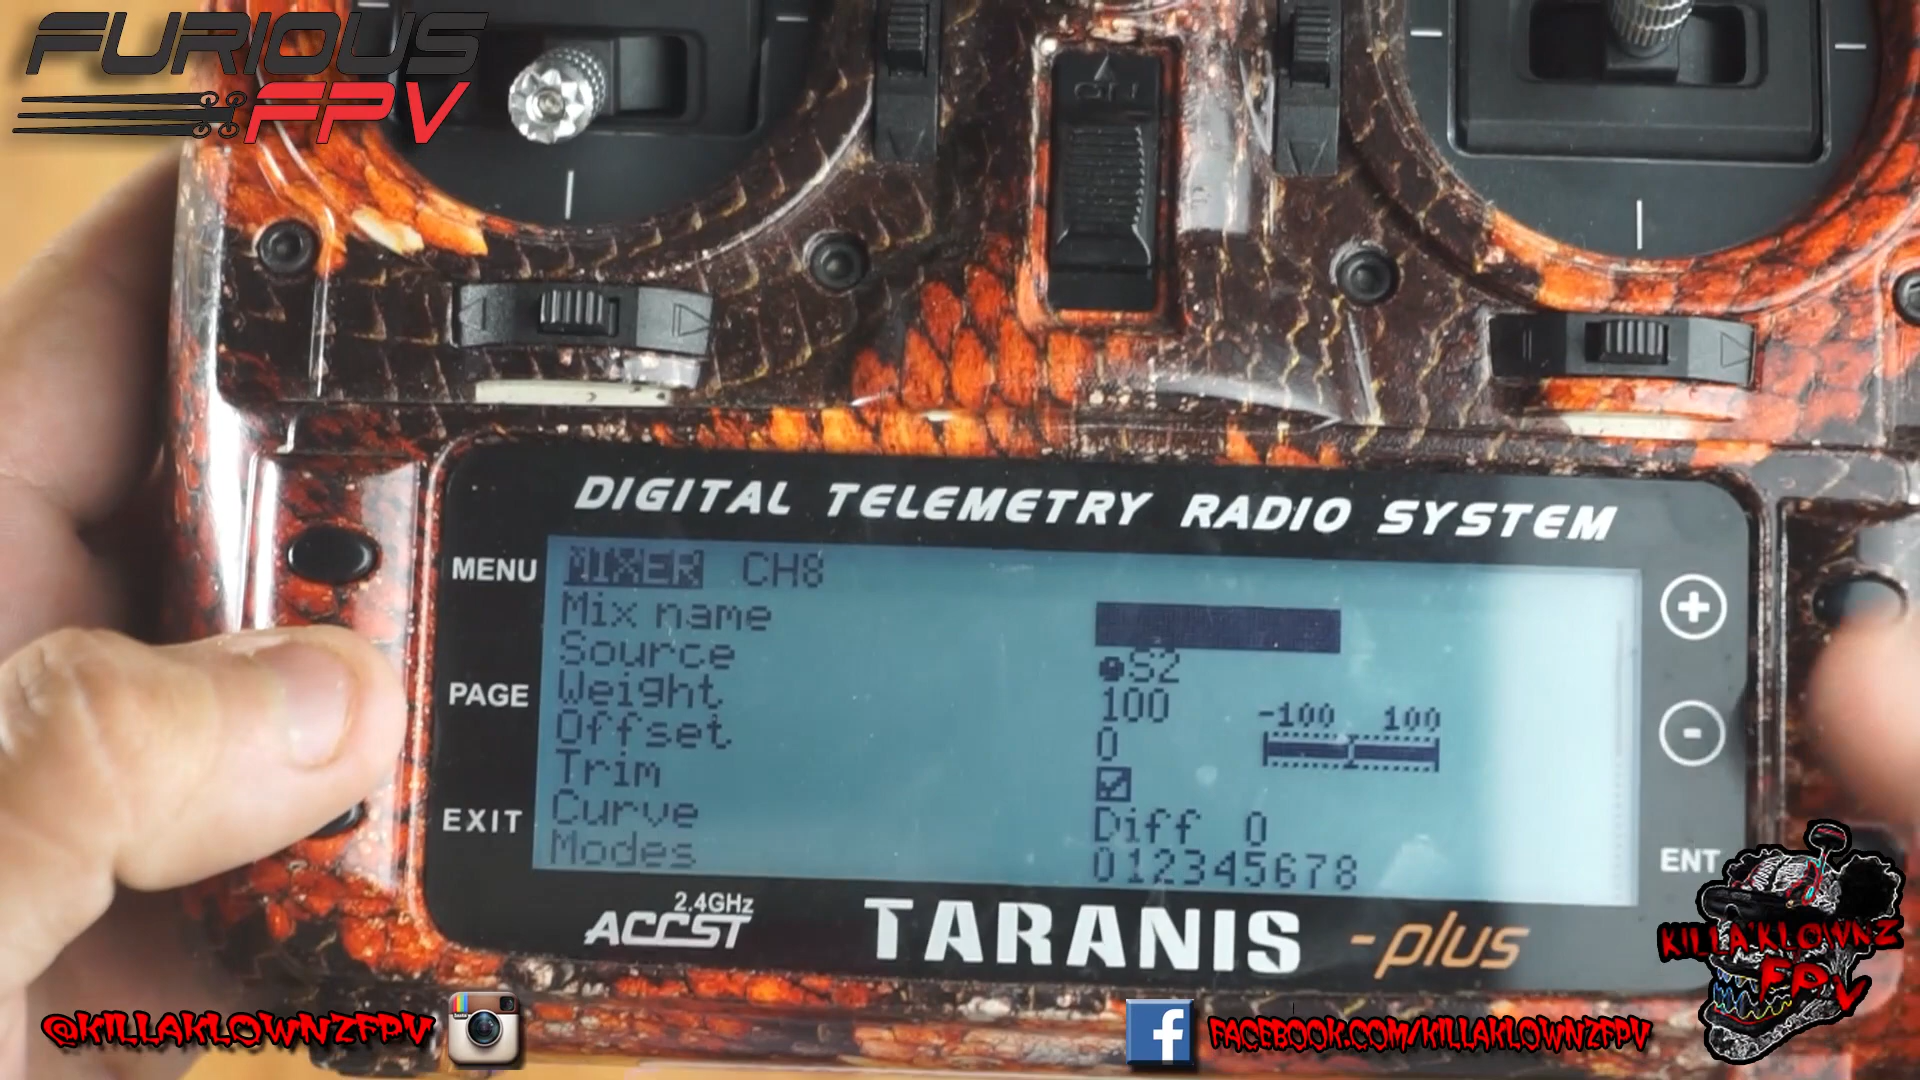 FURIOUS
FPV
ON
DIGITAL TELEMETRY RADIO SYSTEM
MENU
PAGE
EXIT
MIXER CH8
Mix name
Source S2
Weight 100
Offset 0
-100 100
Trim
Curve Diff 0
Modes 012345678
+
-
ENT
2.4GHz
ACCST
TARANIS -plus
KILLA KLOWNZ
FPV
@KILLAKLOWNZFPV
f FACEBOOK.COM/KILLAKLOWNZFPV